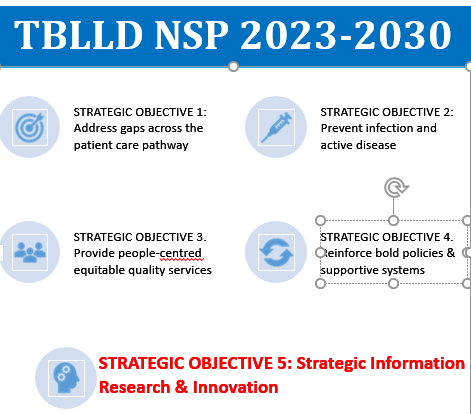 TBLLD NSP 2023-2030
STRATEGIC OBJECTIVE 1:
Address gaps across the
patient care pathway
STRATEGIC OBJECTIVE 2:
Prevent infection and
active disease
STRATEGIC OBJECTIVE 3.
Provide people-centred
equitable quality services
STRATEGIC OBJECTIVE 4.
Reinforce bold policies &
supportive systems
STRATEGIC OBJECTIVE 5: Strategic Information
Research & Innovation